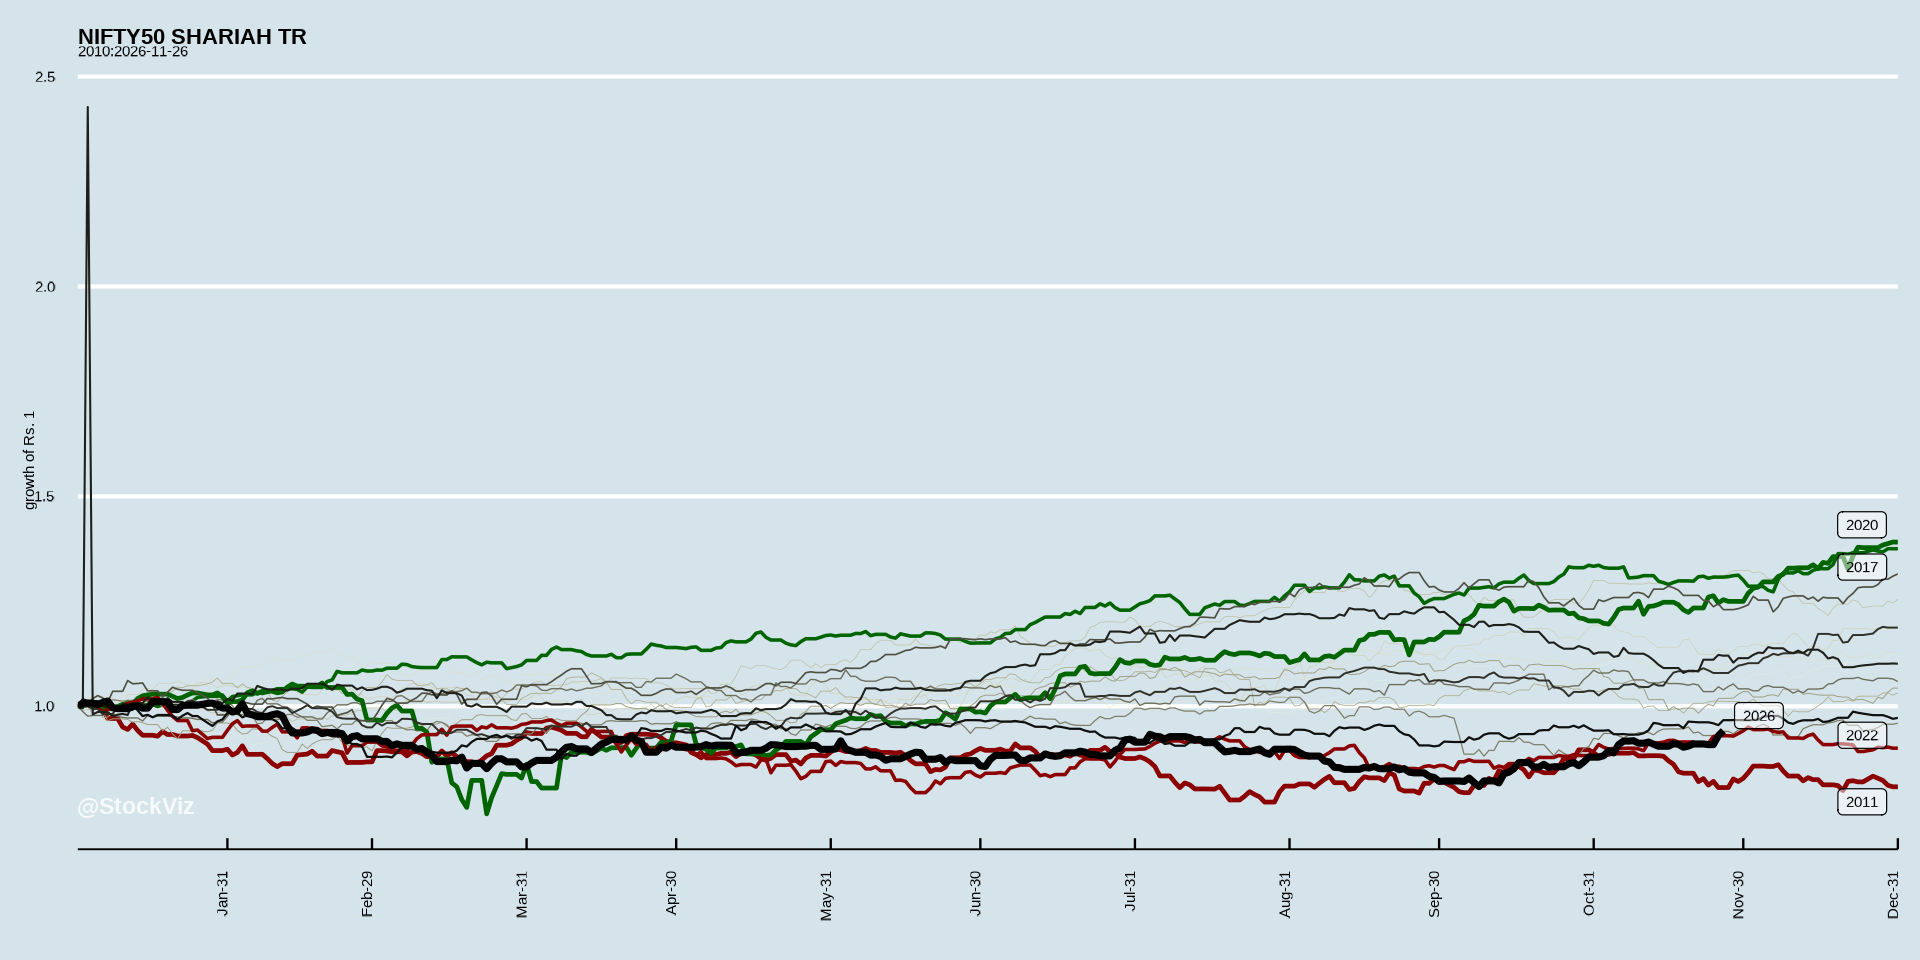 NIFTY50 SHARIAH TR
2010:2026-11-26
2.5
2.0
1.5
1.0
growth of Rs. 1
2020
2017
2026
2022
2011
@StockViz
Jan-31
Feb-29
Mar-31
Apr-30
May-31
Jun-30
Jul-31
Aug-31
Sep-30
Oct-31
Nov-30
Dec-31